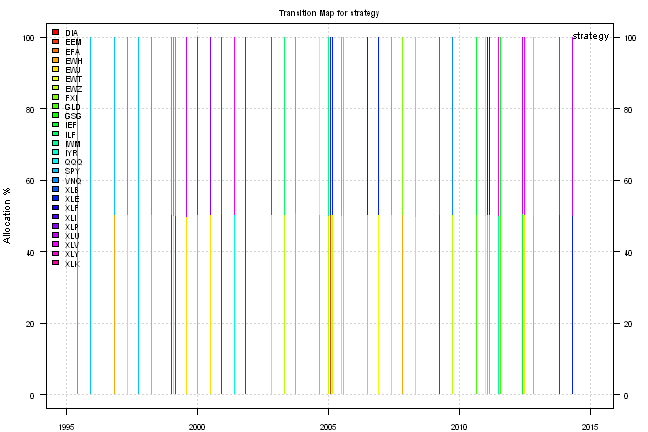 Transition Map for strategy
strategy
100
80
60
40
20
0
100
80
60
40
20
0
Allocation %
DIA
EEM
EFA
EWH
EWJ
EWT
EWZ
FXI
GLD
GSG
IEF
ILF
IWM
IYR
QQQ
SPY
VNQ
XLB
XLE
XLF
XLI
XLP
XLU
XLV
XLY
XLK
1995
2000
2005
2010
2015